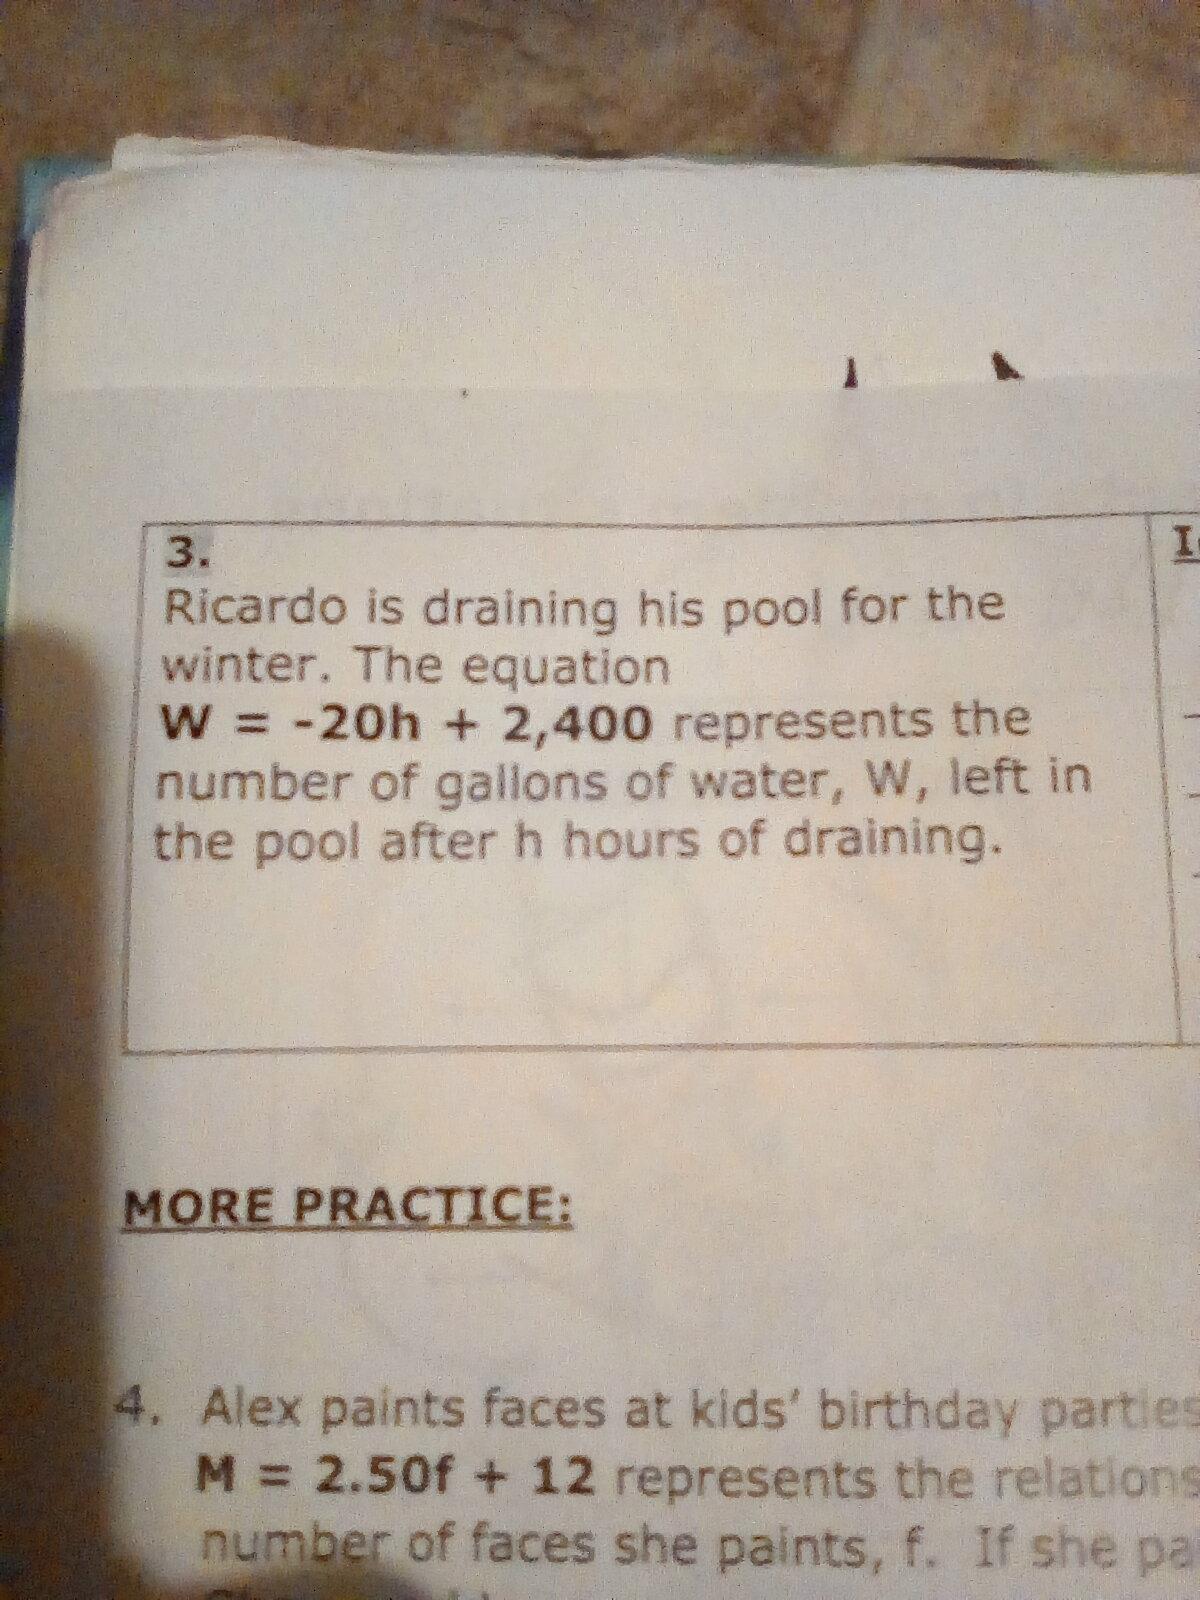 3.
Ricardo is draining his pool for the
winter. The equation
W = -20h + 2,400 represents the
number of gallons of water, W, left in
the pool after h hours of draining.
MORE PRACTICE:
4. Alex paints faces at kids' birthday parties
M = 2.50f + 12 represents the
number of faces she paints, f. If she